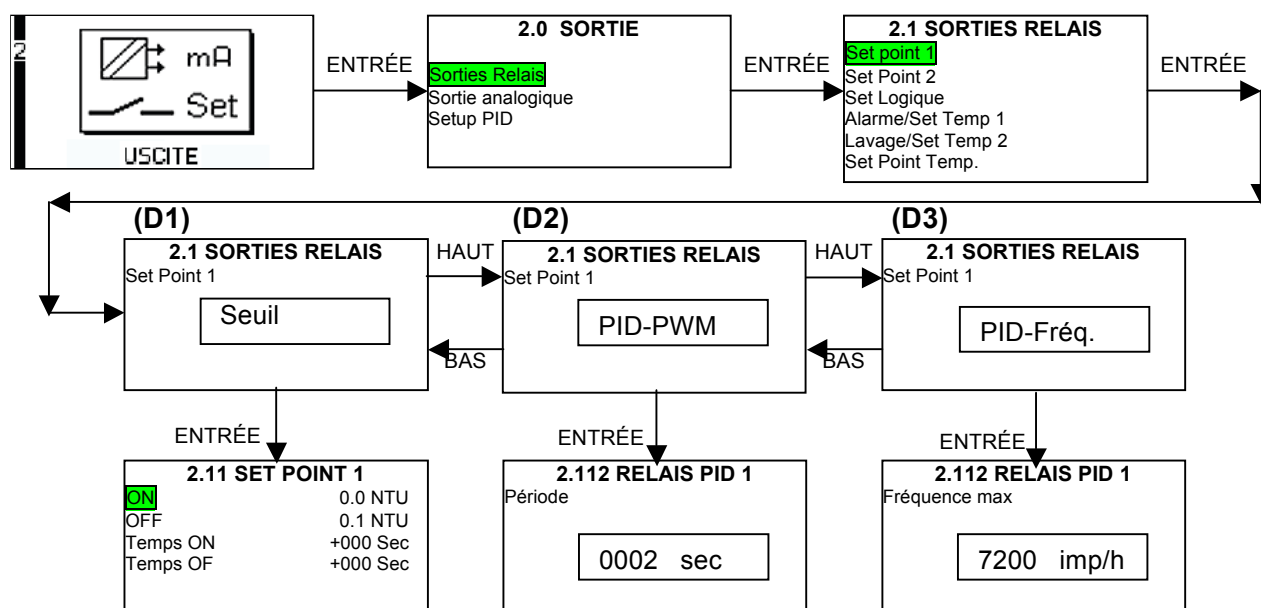 2
mA
Set
USCITE
ENTRÉE
2.0 SORTIE
Sorties Relais
Sortie analogique
Setup PID
ENTRÉE
2.1 SORTIES RELAIS
Set point 1
Set Point 2
Set Logique
Alarme/Set Temp 1
Lavage/Set Temp 2
Set Point Temp.
ENTRÉE
(D1)
2.1 SORTIES RELAIS
Set Point 1
Seuil
HAUT
BAS
(D2)
2.1 SORTIES RELAIS
Set Point 1
PID-PWM
HAUT
BAS
(D3)
2.1 SORTIES RELAIS
Set Point 1
PID-Fréq.
ENTRÉE
2.11 SET POINT 1
ON 0.0 NTU
OFF 0.1 NTU
Temps ON +000 Sec
Temps OF +000 Sec
ENTRÉE
2.112 RELAIS PID 1
Période
0002 sec
ENTRÉE
2.112 RELAIS PID 1
Fréquence max
7200 imp/h